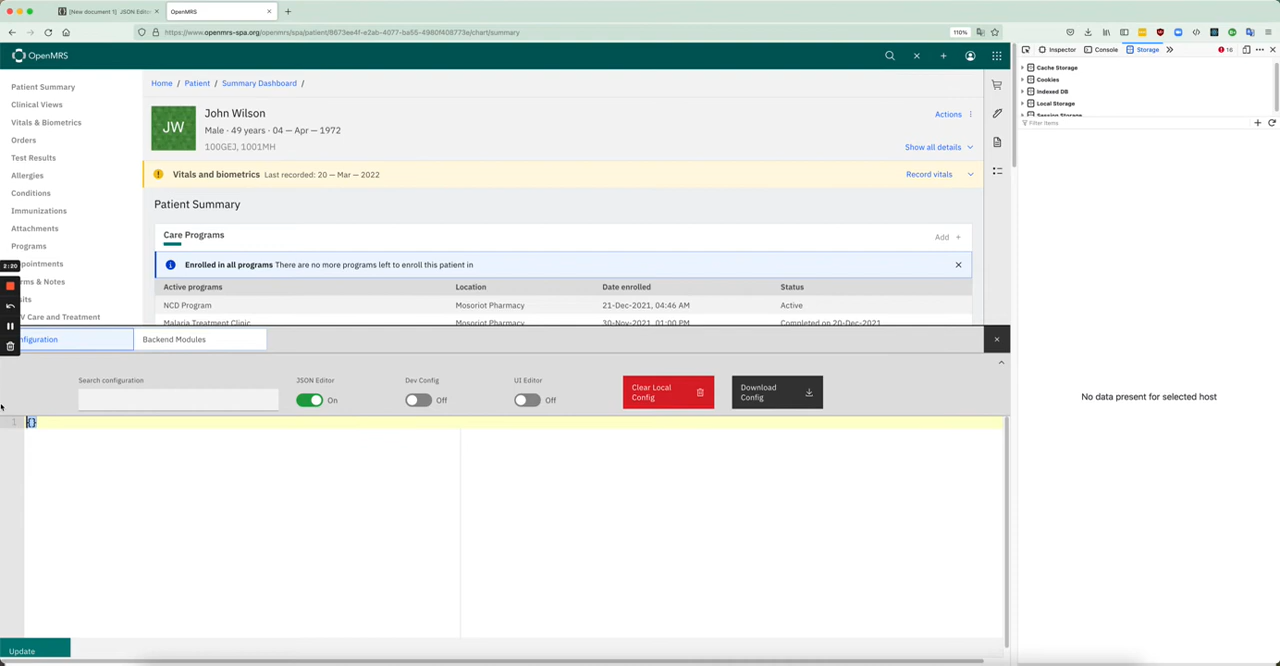 [New document 1] JSON Editor
OpenMRS
https://www.openmrs-spa.org/openmrs/spa/patient/8673ee4f-e2ab-4077-ba55-4980f408773e/chart/summary
110%
OpenMRS
Inspector
Console
Storage
Cache Storage
Cookies
Indexed DB
Local Storage
Session Storage
Filter items
No data present for selected host
Patient Summary
Clinical Views
Vitals & Biometrics
Orders
Test Results
Allergies
Conditions
Immunizations
Attachments
Programs
pointments
rms & Notes
its
V Care and Treatment
2:20
Home / Patient / Summary Dashboard /
JW
John Wilson
Male · 49 years · 04 — Apr — 1972
100GEJ, 1001MH
Actions
Show all details
Vitals and biometrics Last recorded: 20 — Mar — 2022
Record vitals
Patient Summary
Care Programs
Add +
Enrolled in all programs There are no more programs left to enroll this patient in
Active programs Location Date enrolled Status
NCD Program Mosoriot Pharmacy 21-Dec-2021, 04:46 AM Active
Malaria Treatment Clinic Mosoriot Pharmacy 30-Nov-2021, 01:00 PM Completed on 20-Dec-2021
nfiguration
Backend Modules
Search configuration
JSON Editor
On
Dev Config
Off
UI Editor
Off
Clear Local
Config
Download
Config
1 {}
Update